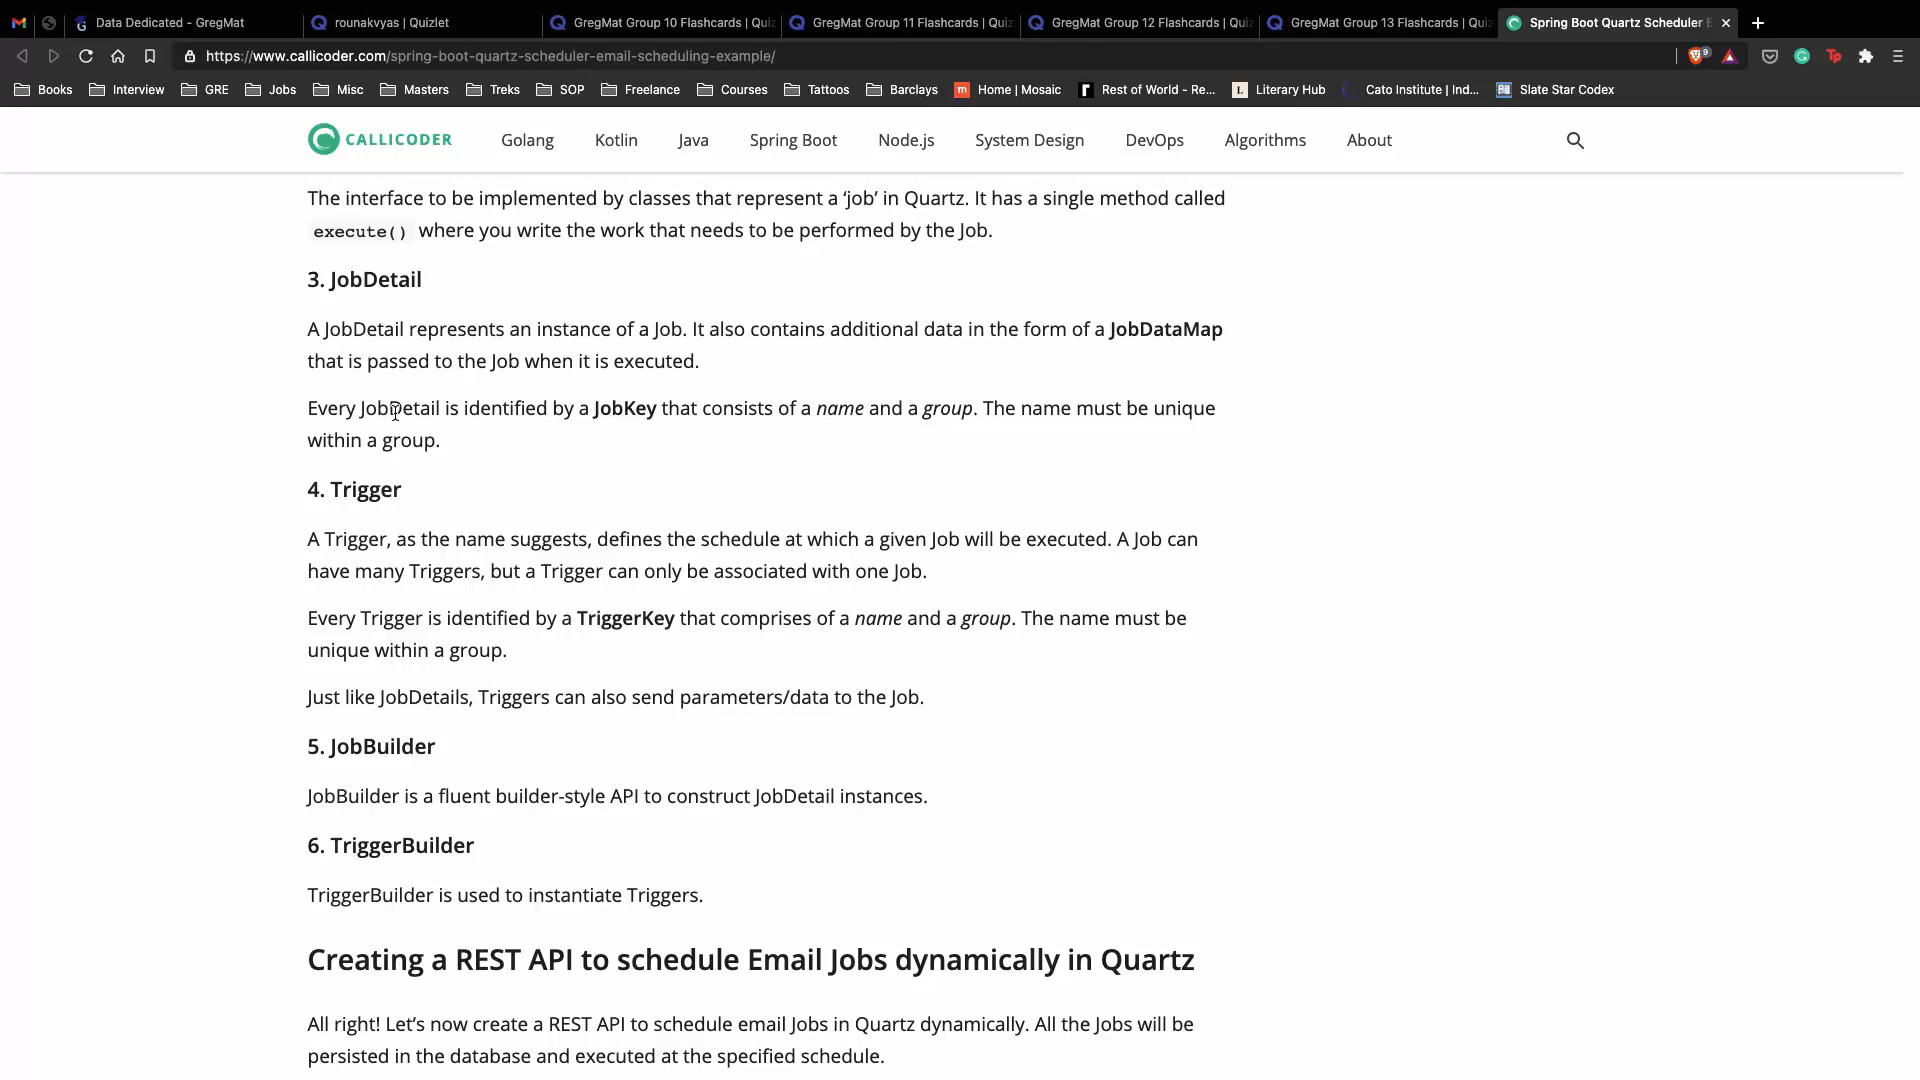 Data Dedicated - GregMat
rounakvyas | Quizlet
GregMat Group 10 Flashcards | Qui
GregMat Group 11 Flashcards | Qui
GregMat Group 12 Flashcards | Qui
GregMat Group 13 Flashcards | Qui
Spring Boot Quartz Scheduler E
https://www.callicoder.com/spring-boot-quartz-scheduler-email-scheduling-example/
9
Tp
Books
Interview
GRE
Jobs
Misc
Masters
Treks
SOP
Freelance
Courses
Tattoos
Barclays
Home | Mosaic
Rest of World - Re...
Literary Hub
Cato Institute | Ind...
Slate Star Codex
CALLICODER
Golang
Kotlin
Java
Spring Boot
Node.js
System Design
DevOps
Algorithms
About
The interface to be implemented by classes that represent a ‘job’ in Quartz. It has a single method called
execute() where you write the work that needs to be performed by the Job.
3. JobDetail
A JobDetail represents an instance of a Job. It also contains additional data in the form of a JobDataMap
that is passed to the Job when it is executed.
Every JobDetail is identified by a JobKey that consists of a name and a group. The name must be unique
within a group.
4. Trigger
A Trigger, as the name suggests, defines the schedule at which a given Job will be executed. A Job can
have many Triggers, but a Trigger can only be associated with one Job.
Every Trigger is identified by a TriggerKey that comprises of a name and a group. The name must be
unique within a group.
Just like JobDetails, Triggers can also send parameters/data to the Job.
5. JobBuilder
JobBuilder is a fluent builder-style API to construct JobDetail instances.
6. TriggerBuilder
TriggerBuilder is used to instantiate Triggers.
Creating a REST API to schedule Email Jobs dynamically in Quartz
All right! Let’s now create a REST API to schedule email Jobs in Quartz dynamically. All the Jobs will be
persisted in the database and executed at the specified schedule.